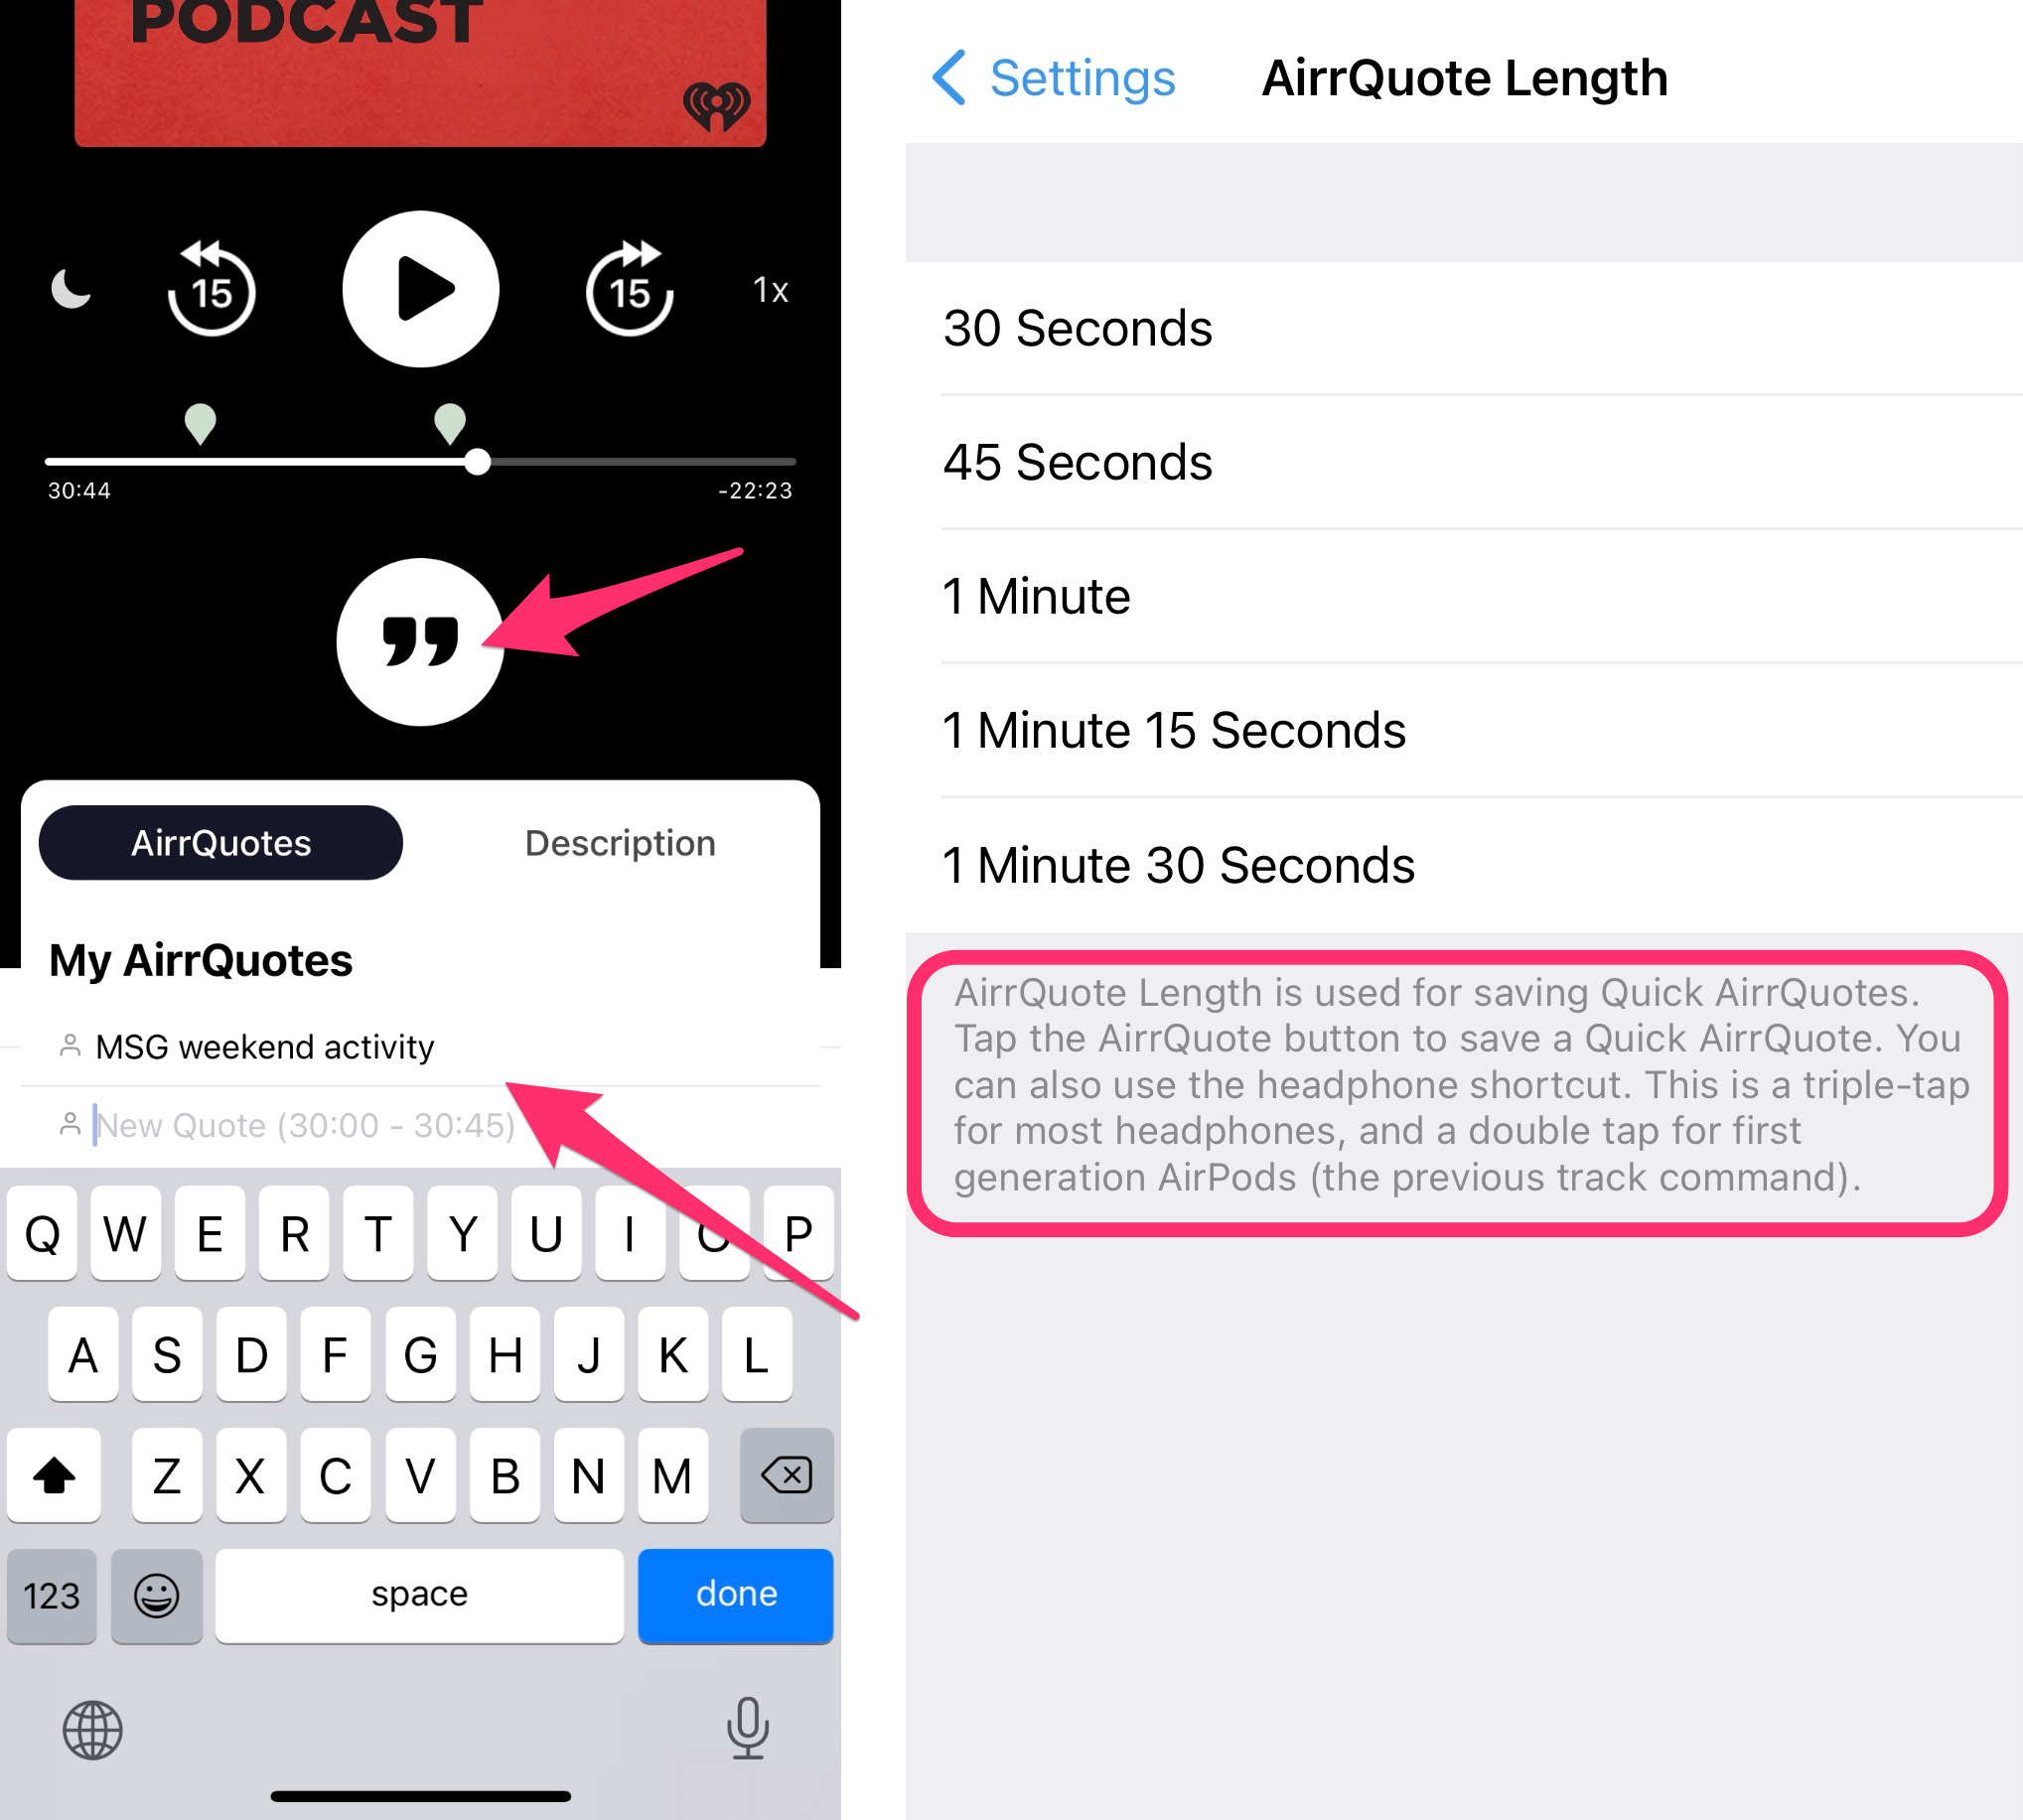 PODCAST
15
15
1x
30:44
-22:23
AirrQuotes
Description
My AirrQuotes
MSG weekend activity
New Quote (30:00 - 30:45)
Q W E R T Y U I O P
A S D F G H J K L
Z X C V B N M
123
space
done
Settings
AirrQuote Length
30 Seconds
45 Seconds
1 Minute
1 Minute 15 Seconds
1 Minute 30 Seconds
AirrQuote Length is used for saving Quick AirrQuotes.
Tap the AirrQuote button to save a Quick AirrQuote. You
can also use the headphone shortcut. This is a triple-tap
for most headphones, and a double tap for first
generation AirPods (the previous track command).